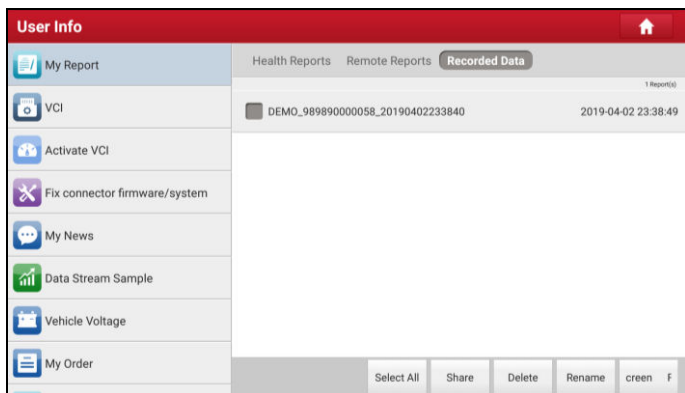 User Info
My Report
VCI
Activate VCI
Fix connector firmware/system
My News
Data Stream Sample
Vehicle Voltage
My Order
Health Reports Remote Reports Recorded Data
1 Report(s)
DEMO_989890000058_20190402233840 2019-04-02 23:38:49
Select All Share Delete Rename creen F